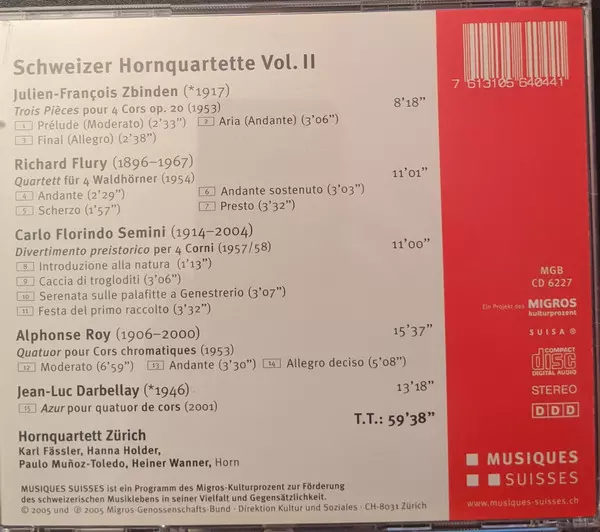 Schweizer Hornquartette Vol. II
Julien-François Zbinden (*1917)
Trois Pièces pour 4 Cors op. 20 (1953) 8'18"
1 Prélude (Moderato) (2'33") 2 Aria (Andante) (3'06")
3 Final (Allegro) (2'38")
Richard Flury (1896–1967)
Quartett für 4 Waldhörner (1954) 11'01"
4 Andante (2'29") 6 Andante sostenuto (3'03")
5 Scherzo (1'57") 7 Presto (3'32")
Carlo Florindo Semini (1914–2004)
Divertimento preistorico per 4 Corni (1957/58) 11'00"
8 Introduzione alla natura (1'13")
9 Caccia di trogloditi (3'06")
10 Serenata sulle palafitte a Genestrerio (3'07")
11 Festa del primo raccolto (3'32")
Alphonse Roy (1906–2000) 15'37"
Quatuor pour Cors chromatiques (1953)
12 Moderato (6'59") 13 Andante (3'30") 14 Allegro deciso (5'08")
Jean-Luc Darbellay (*1946) 13'18"
15 Azur pour quatuor de cors (2001)
T.T.: 59'38"
Hornquartett Zürich
Karl Fässler, Hanna Holder,
Paulo Muñoz-Toledo, Heiner Wanner, Horn
MUSIQUES SUISSES ist ein Programm des Migros-Kulturprozent zur Förderung
des schweizerischen Musiklebens in seiner Vielfalt und Gegensätzlichkeit.
© 2005 und ℗ 2005 Migros-Genossenschafts-Bund · Direktion Kultur und Soziales · CH-8031 Zürich
7 613105 640441
MGB
CD 6227
Ein Projekt des MIGROS
kulturprozent
SUISA ®
COMPACT
disc
DIGITAL AUDIO
STEREO
DDD
MUSIQUES
SUISSES
www.musiques-suisses.ch